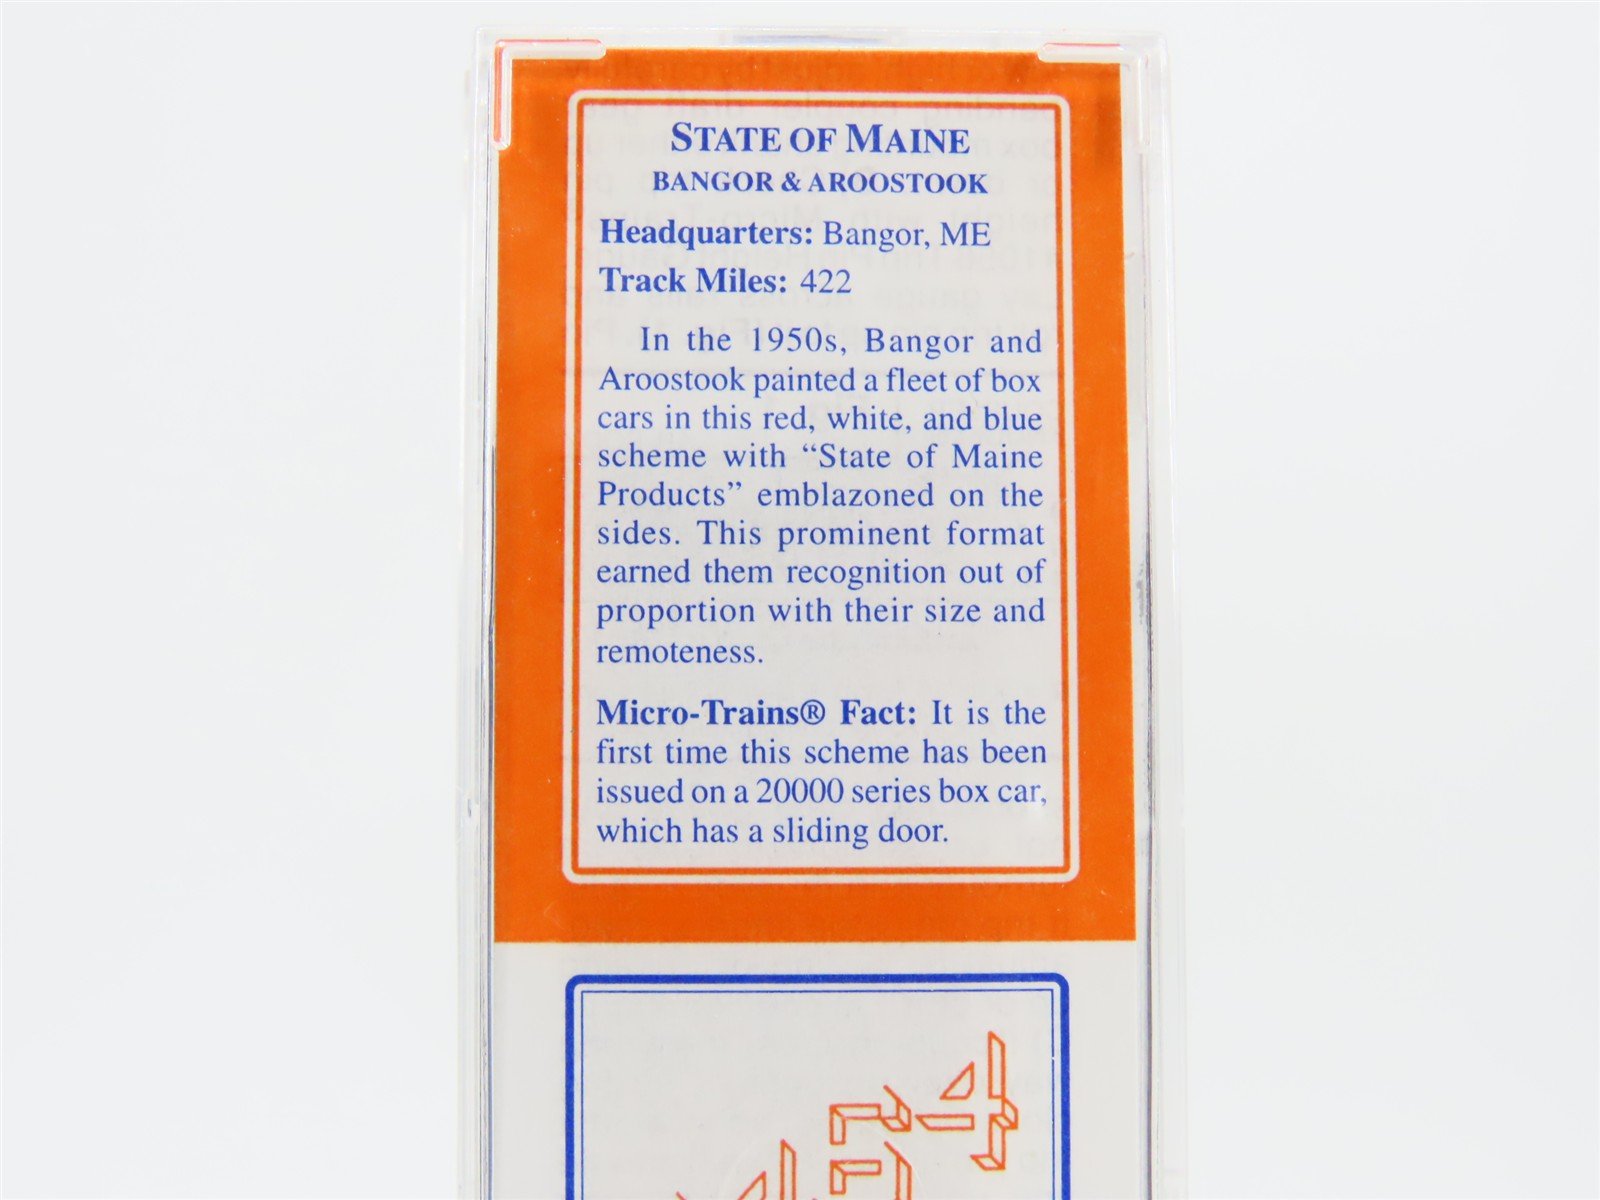 STATE OF MAINE
BANGOR & AROOSTOOK
Headquarters: Bangor, ME
Track Miles: 422
In the 1950s, Bangor and
Aroostook painted a fleet of box
cars in this red, white, and blue
scheme with “State of Maine
Products” emblazoned on the
sides. This prominent format
earned them recognition out of
proportion with their size and
remoteness.
Micro-Trains® Fact: It is the
first time this scheme has been
issued on a 20000 series box car,
which has a sliding door.